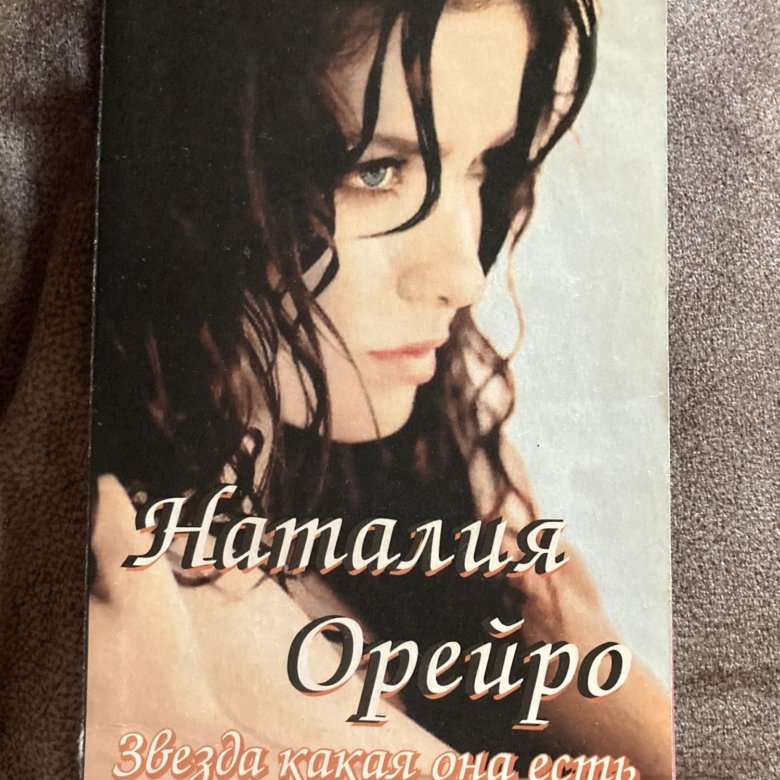 Наталия
Орейро
Звезда какая она есть